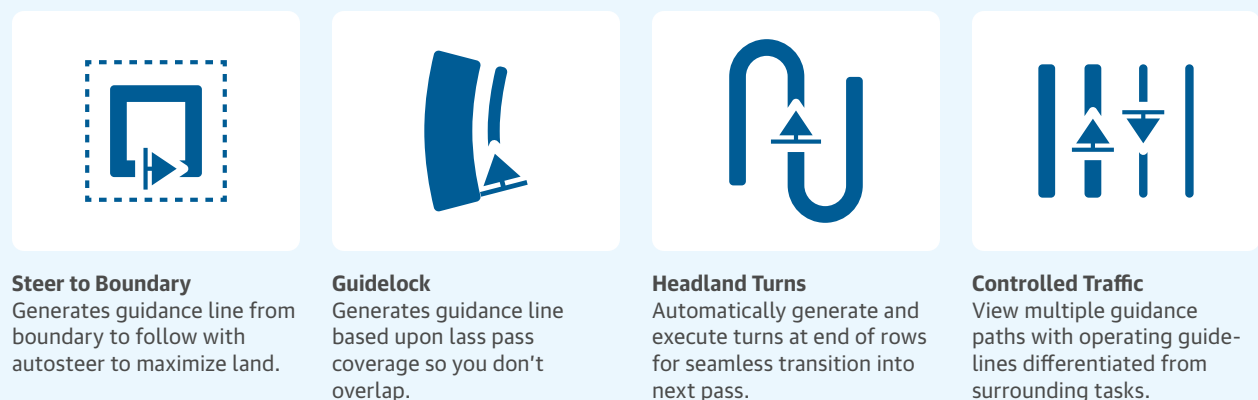 Steer to Boundary
Generates guidance line from
boundary to follow with
autosteer to maximize land.
Guidelock
Generates guidance line
based upon lass pass
coverage so you don’t
overlap.
Headland Turns
Automatically generate and
execute turns at end of rows
for seamless transition into
next pass.
Controlled Traffic
View multiple guidance
paths with operating guide-
lines differentiated from
surrounding tasks.